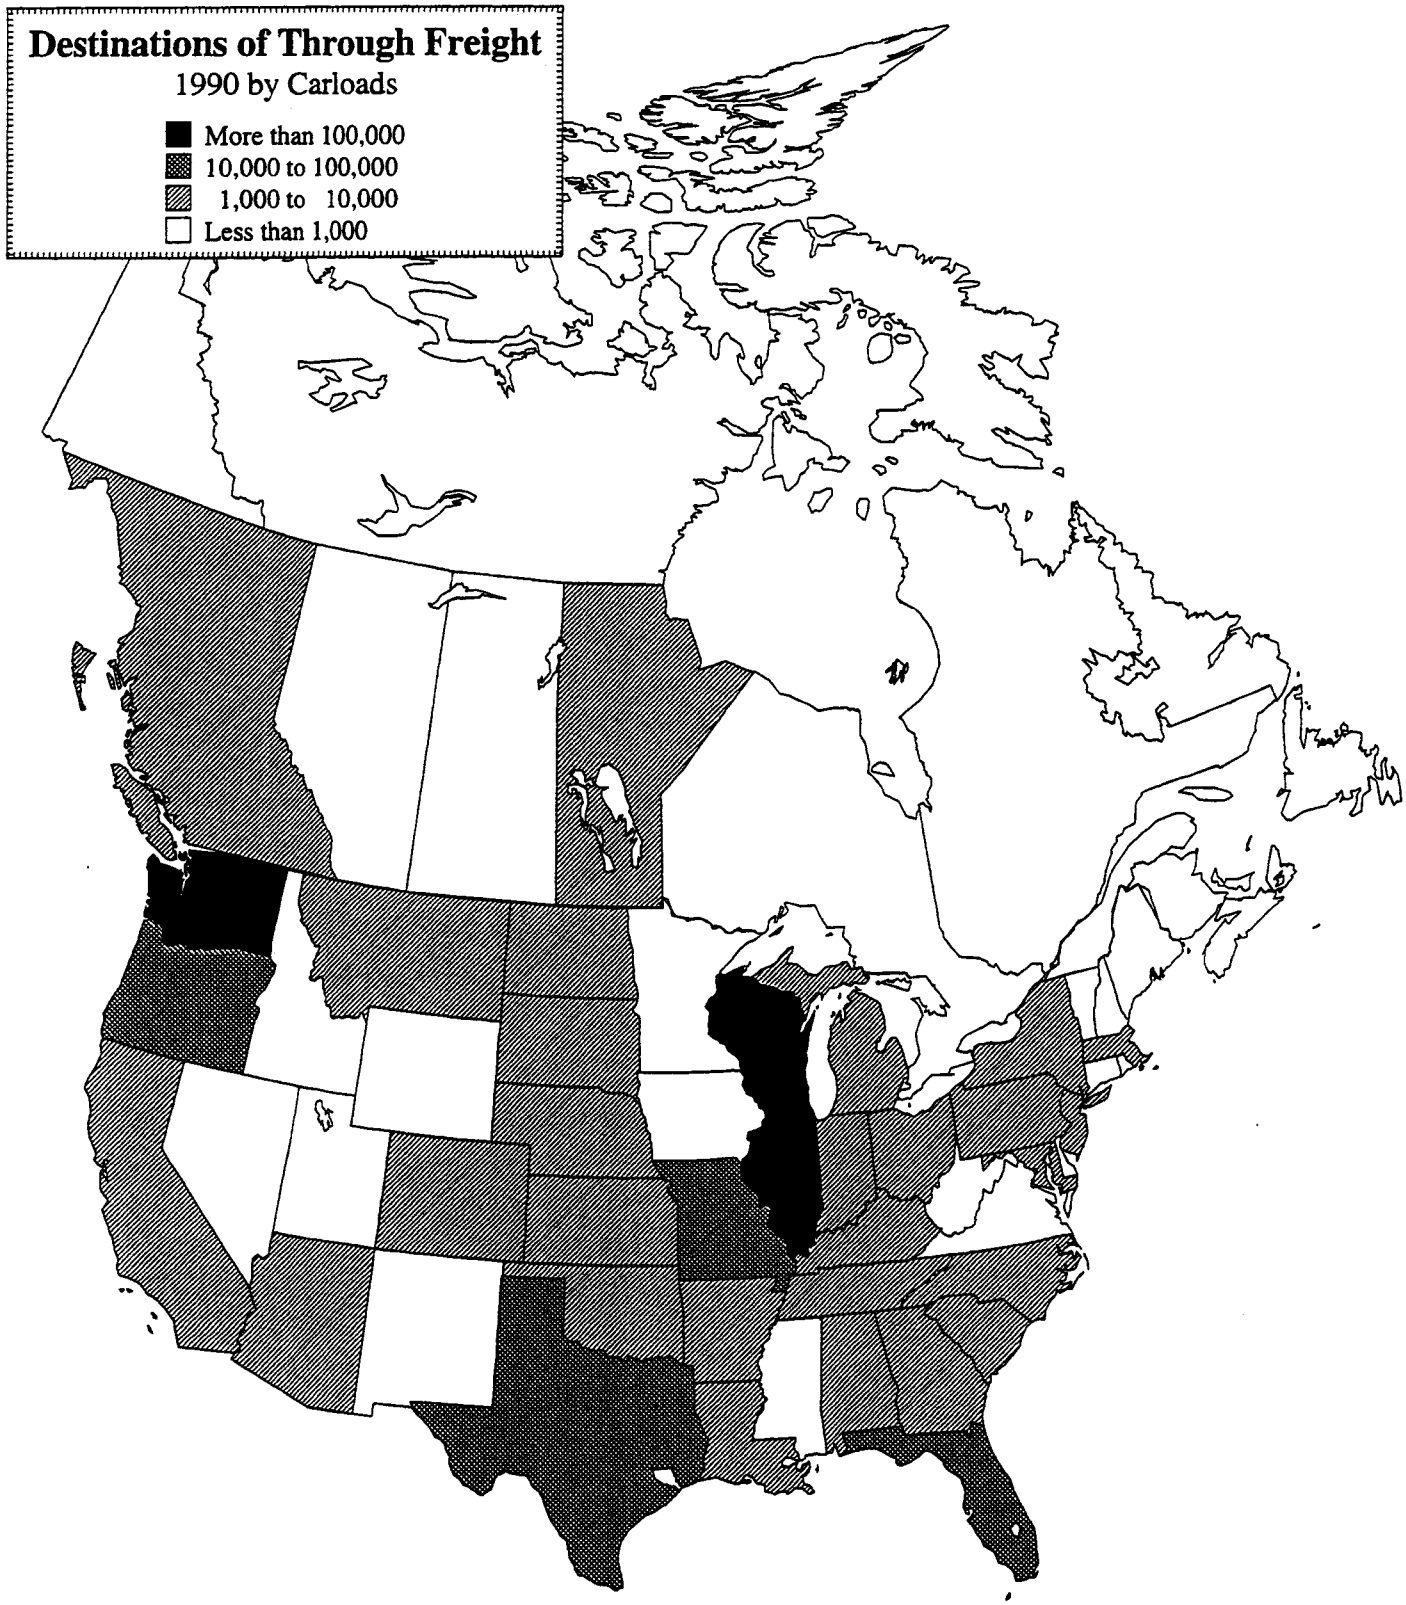 Destinations of Through Freight
1990 by Carloads
More than 100,000
10,000 to 100,000
1,000 to 10,000
Less than 1,000